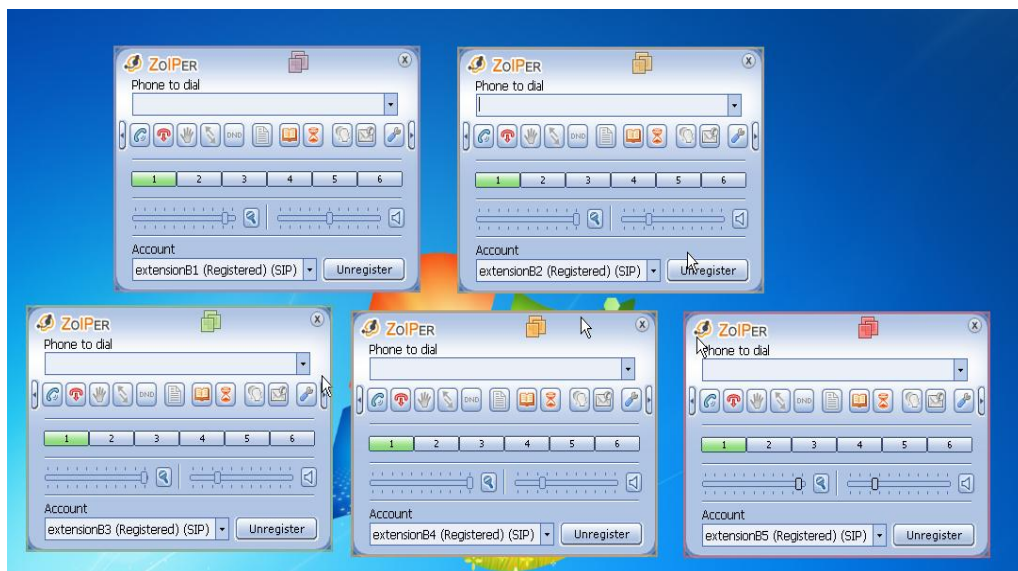 ZoIPER
Phone to dial
DND
1 2 3 4 5 6
Account
extensionB1 (Registered) (SIP) Unregister
ZoIPER
Phone to dial
DND
1 2 3 4 5 6
Account
extensionB2 (Registered) (SIP) Unregister
ZoIPER
Phone to dial
DND
1 2 3 4 5 6
Account
extensionB3 (Registered) (SIP) Unregister
ZoIPER
Phone to dial
DND
1 2 3 4 5 6
Account
extensionB4 (Registered) (SIP) Unregister
ZoIPER
Phone to dial
DND
1 2 3 4 5 6
Account
extensionB5 (Registered) (SIP) Unregister